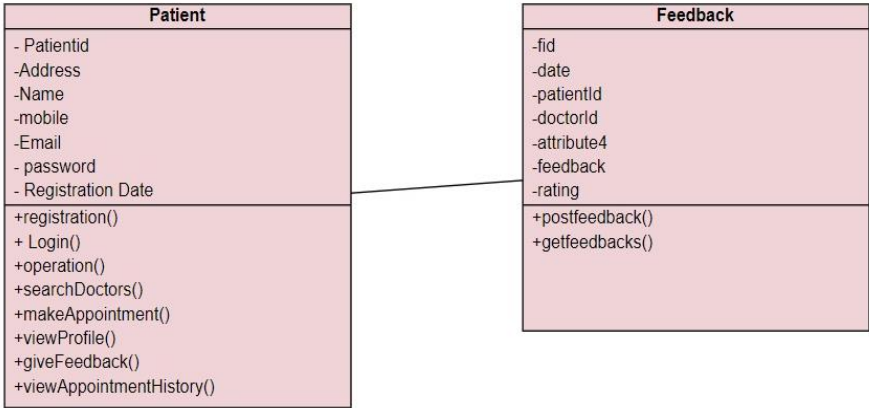 Patient
- Patientid
-Address
-Name
-mobile
-Email
- password
- Registration Date
+registration()
+ Login()
+operation()
+searchDoctors()
+makeAppointment()
+viewProfile()
+giveFeedback()
+viewAppointmentHistory()
Feedback
-fid
-date
-patientId
-doctorId
-attribute4
-feedback
-rating
+postfeedback()
+getfeedbacks()